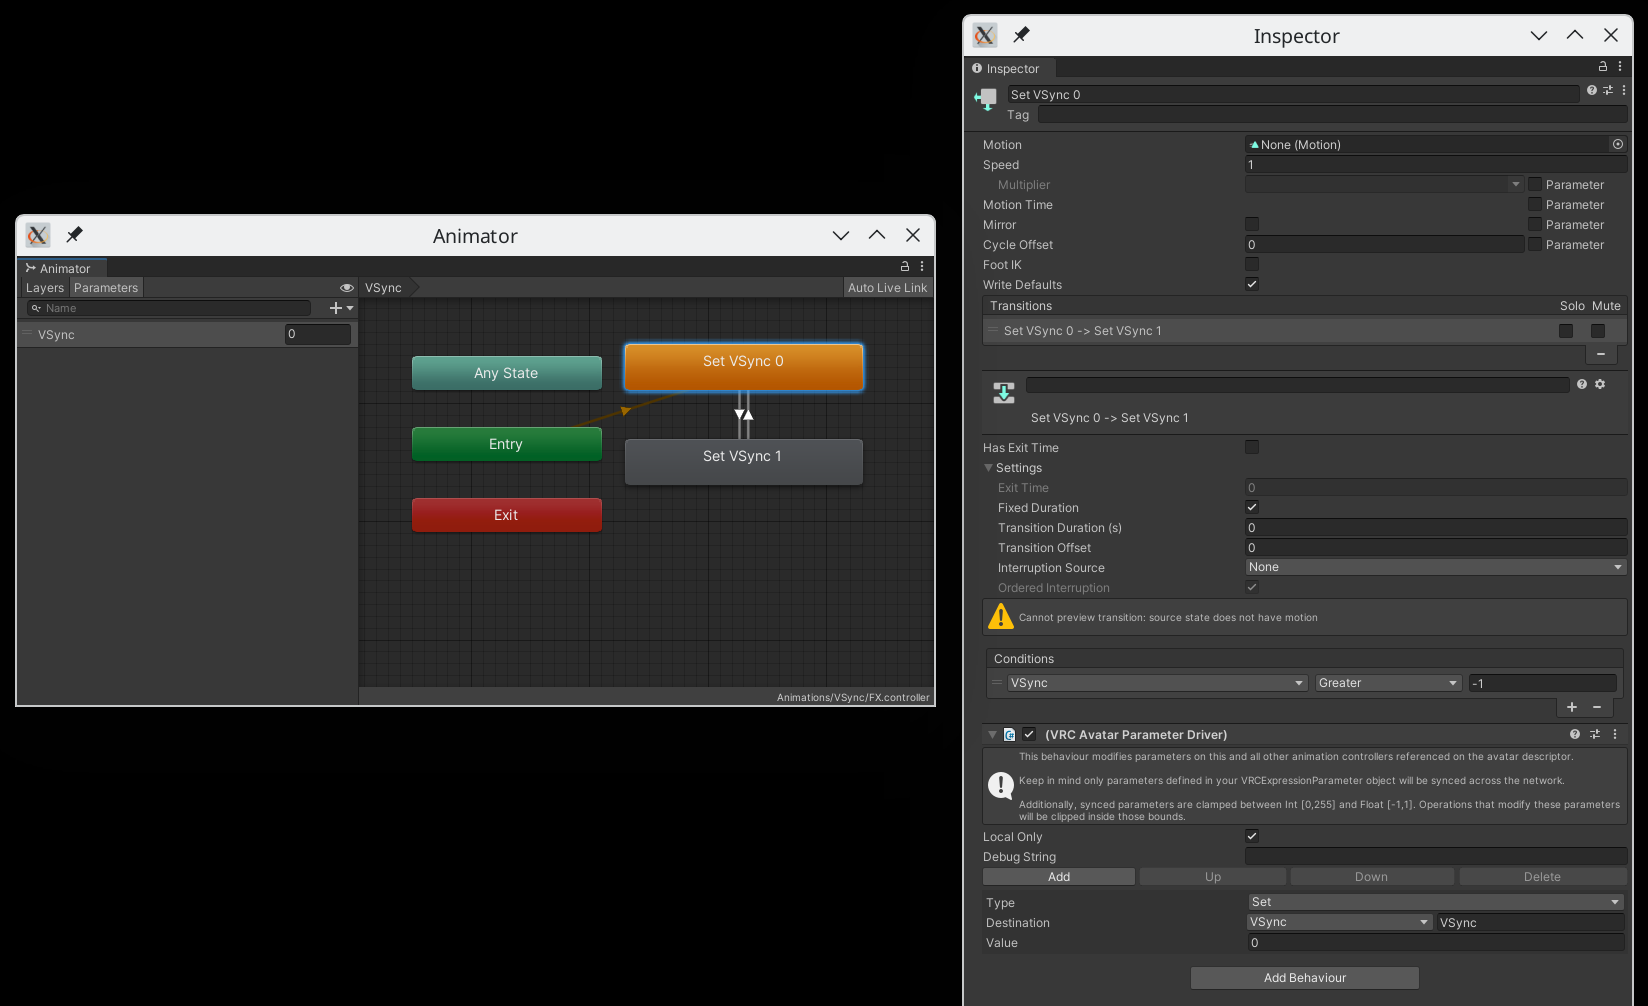 Animator
Animator
Layers Parameters
VSync
Auto Live Link
Name
VSync 0
Any State
Entry
Exit
Set VSync 0
Set VSync 1
Animations/VSync/FX.controller
Inspector
Inspector
Set VSync 0
Tag
Motion None (Motion)
Speed 1
Multiplier Parameter
Motion Time Parameter
Mirror Parameter
Cycle Offset 0 Parameter
Foot IK
Write Defaults
Transitions Solo Mute
Set VSync 0 -> Set VSync 1
Set VSync 0 -> Set VSync 1
Has Exit Time
Settings
Exit Time 0
Fixed Duration
Transition Duration (s) 0
Transition Offset 0
Interruption Source None
Ordered Interruption
Cannot preview transition: source state does not have motion
Conditions
VSync Greater -1
(VRC Avatar Parameter Driver)
This behaviour modifies parameters on this and all other animation controllers referenced on the avatar descriptor.
Keep in mind only parameters defined in your VRCExpressionParameter object will be synced across the network.
Additionally, synced parameters are clamped between Int [0,255] and Float [-1,1]. Operations that modify these parameters
will be clipped inside those bounds.
Local Only
Debug String
Add Up Down Delete
Type Set
Destination VSync VSync
Value 0
Add Behaviour